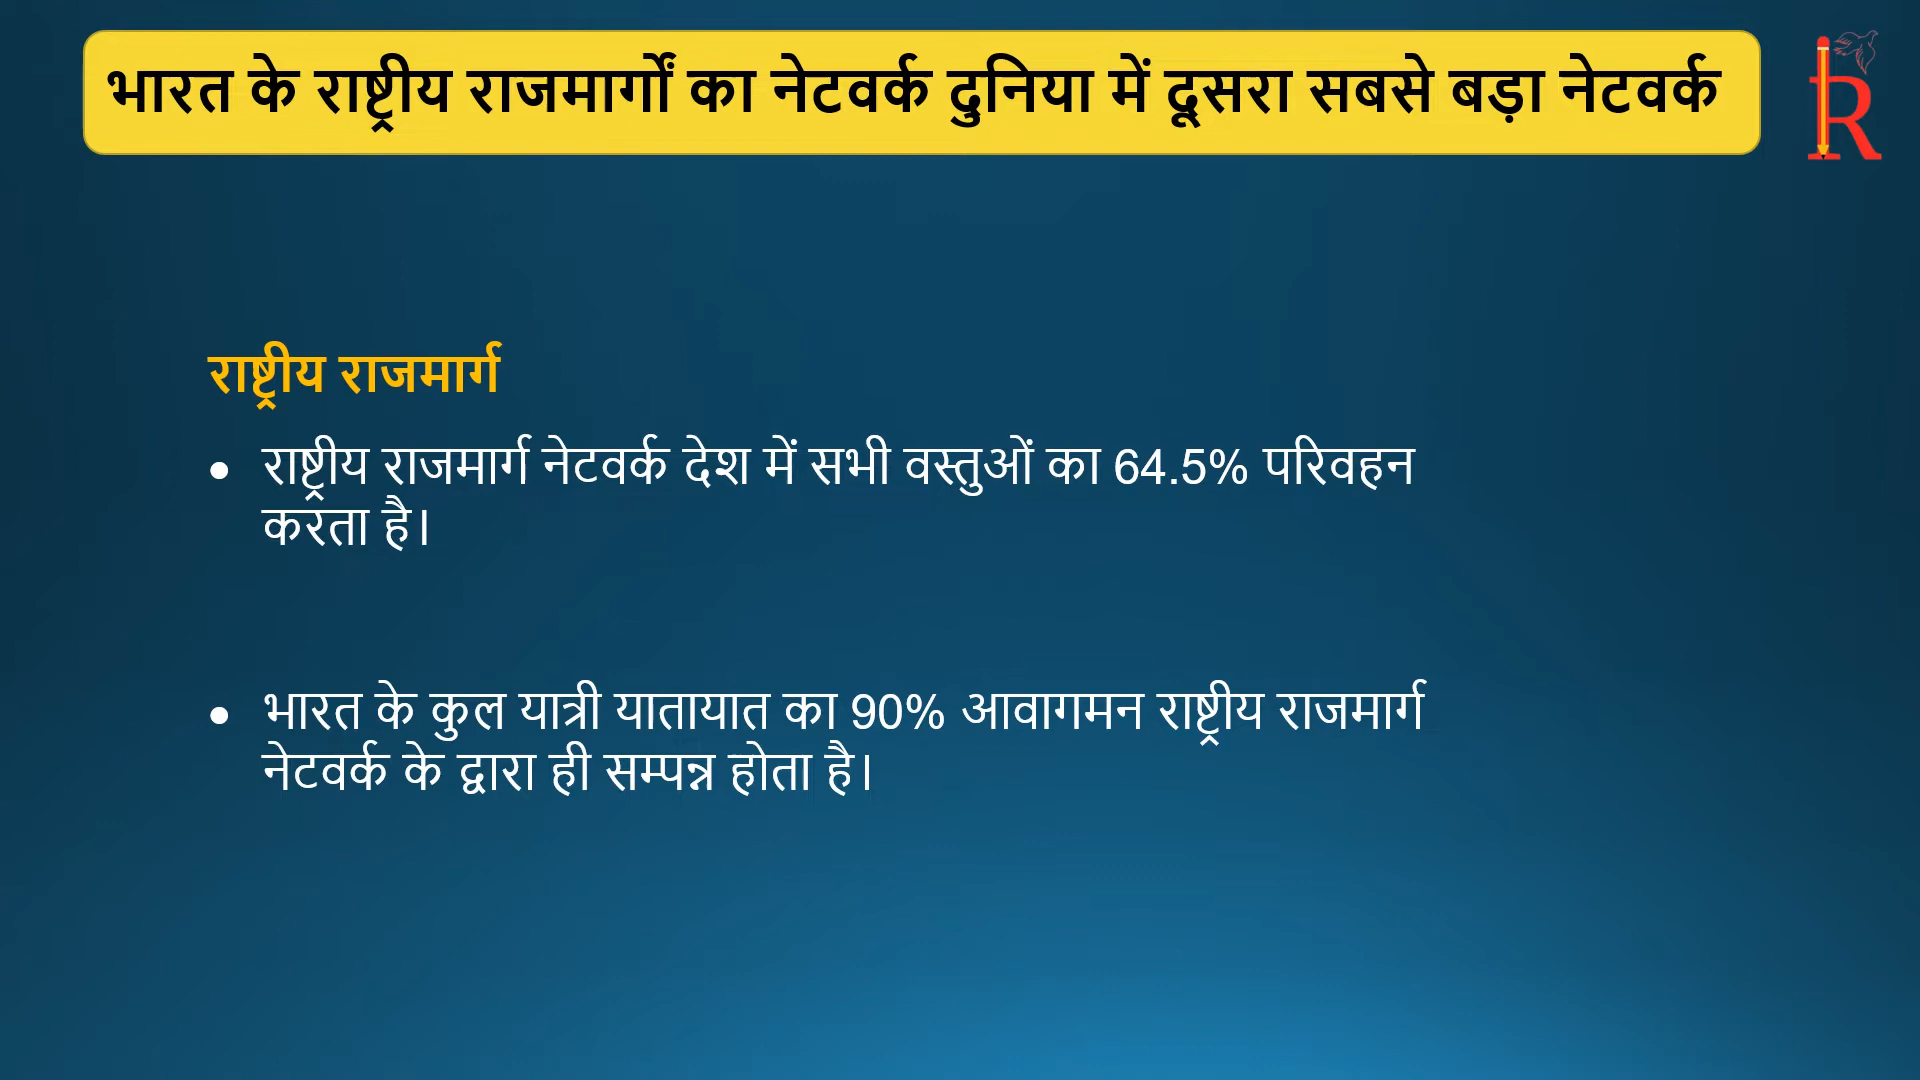 भारत के राष्ट्रीय राजमार्गों का नेटवर्क दुनिया में दूसरा सबसे बड़ा नेटवर्क
R
राष्ट्रीय राजमार्ग
• राष्ट्रीय राजमार्ग नेटवर्क देश में सभी वस्तुओं का 64.5% परिवहन
करता है।
• भारत के कुल यात्री यातायात का 90% आवागमन राष्ट्रीय राजमार्ग
नेटवर्क के द्वारा ही सम्पन्न होता है।